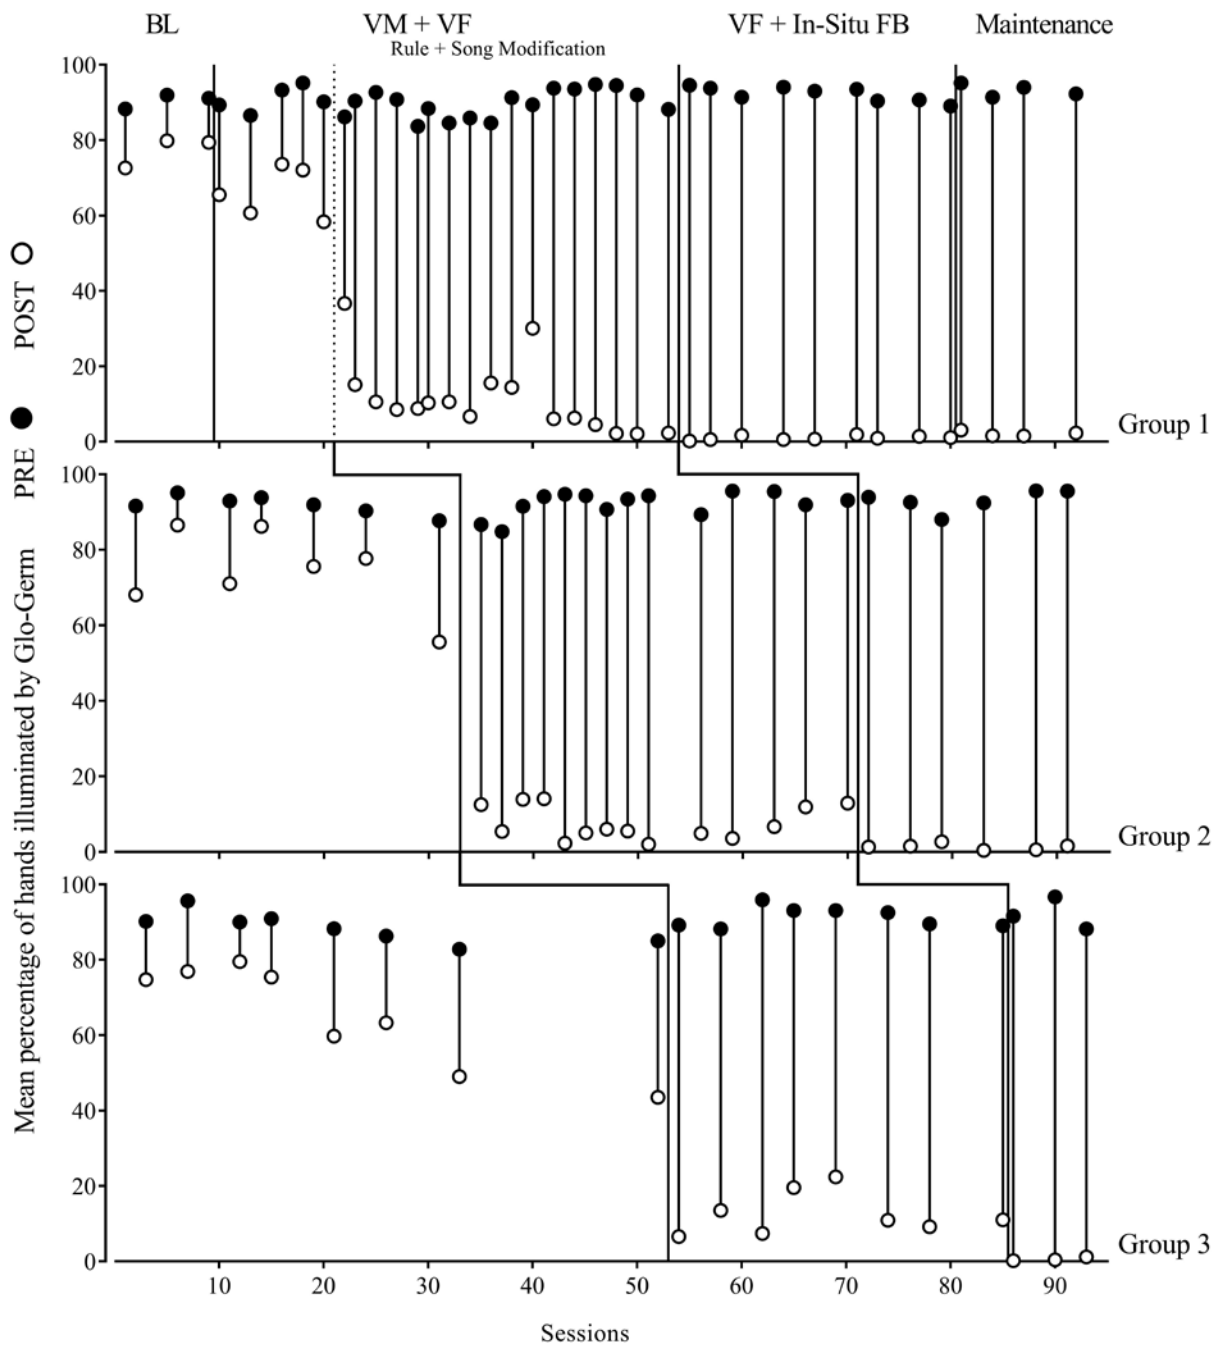 BL VM + VF VF + In-Situ FB Maintenance
Rule + Song Modification
100
80
60
40
20
0
Group 1
100
80
60
40
20
0
Group 2
100
80
60
40
20
0
Group 3
10 20 30 40 50 60 70 80 90
Sessions
Mean percentage of hands illuminated by Glo-Germ PRE POST